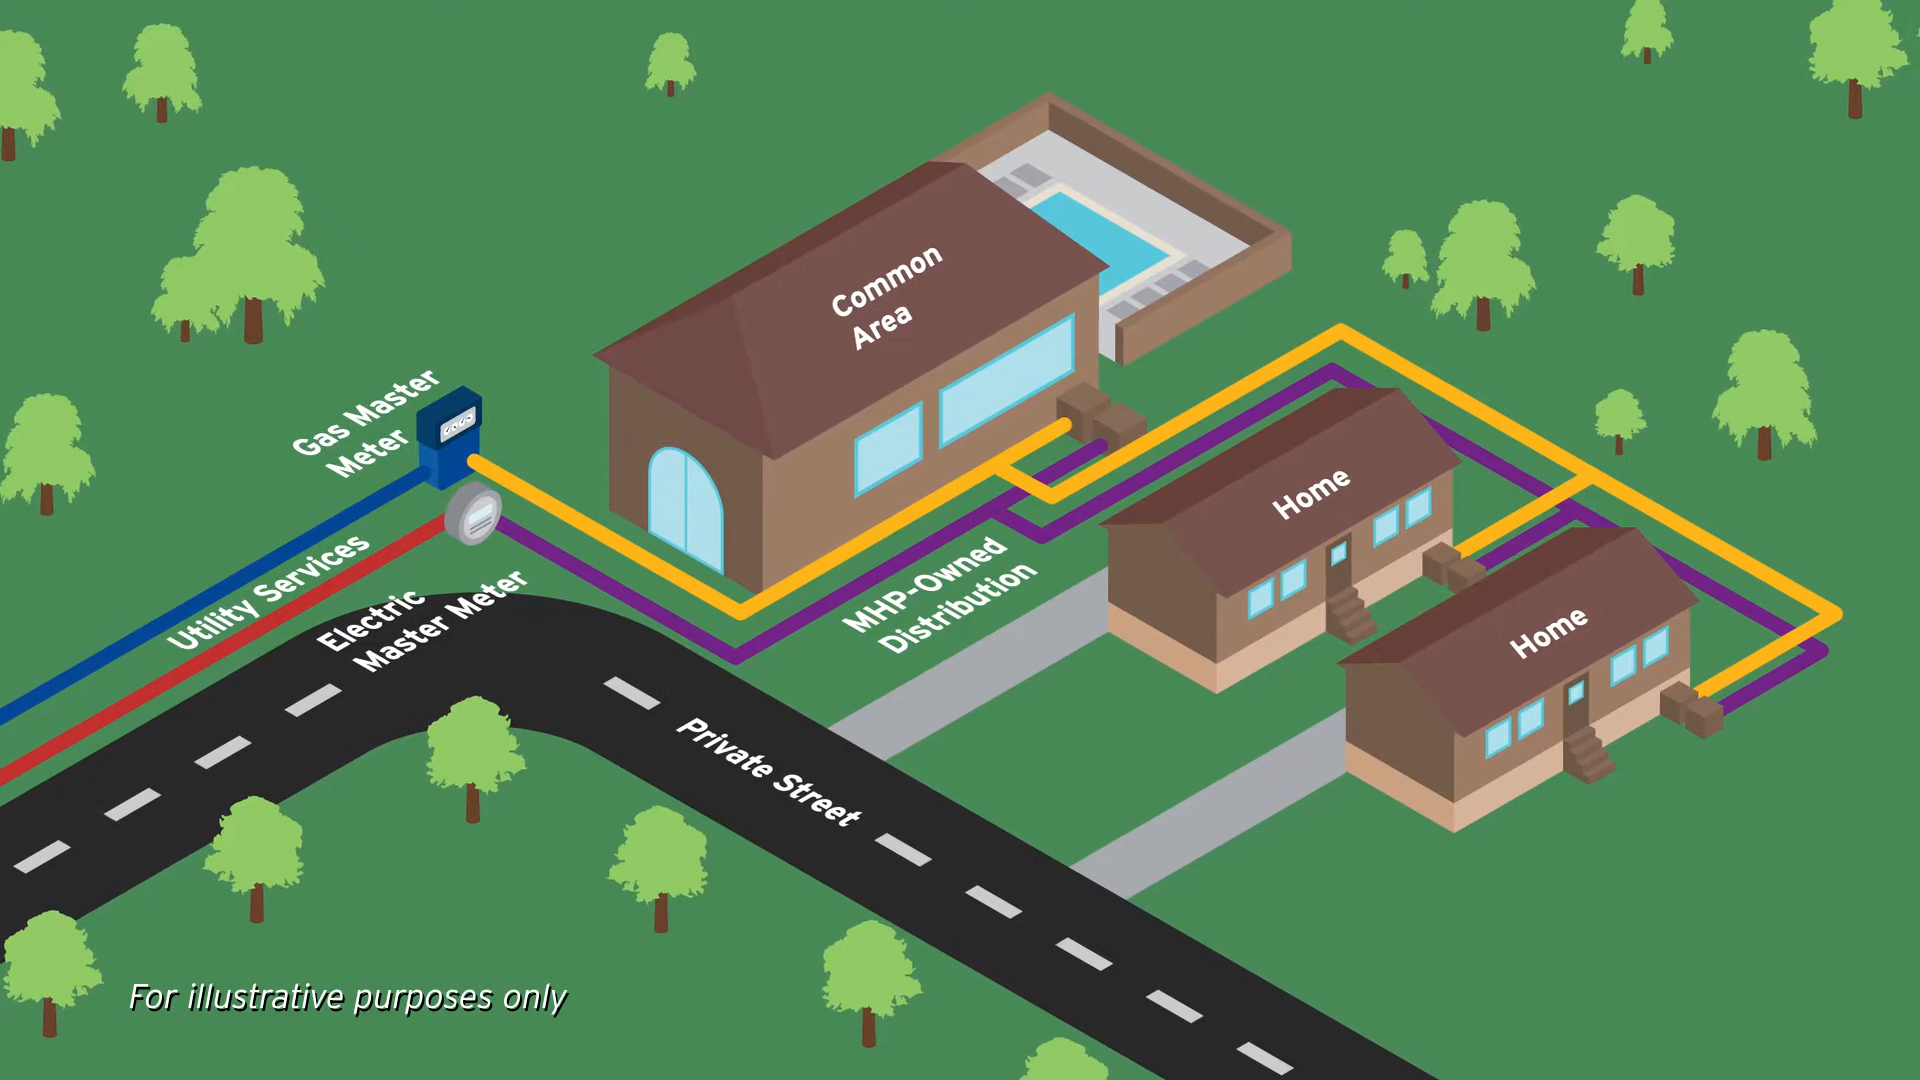 Common
Area
Gas Master
Meter
Home
Utility Services
Electric
Master Meter
MHP-Owned
Distribution
Home
Private Street
For illustrative purposes only